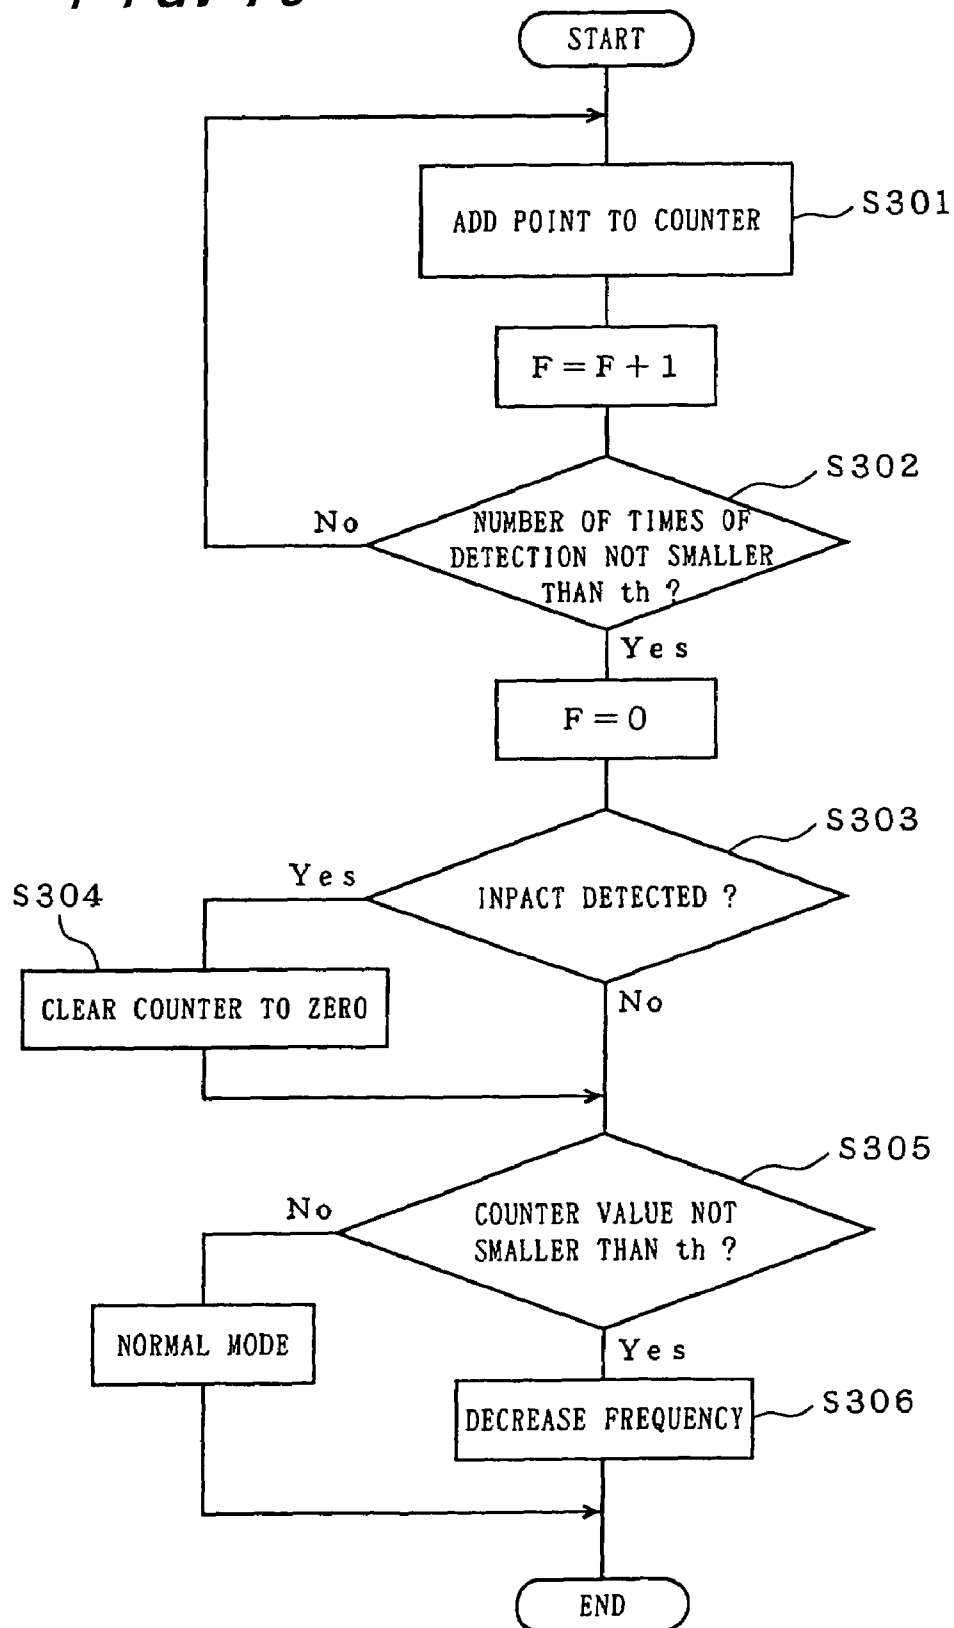 START
ADD POINT TO COUNTER
S301
F=F+1
S302
No
NUMBER OF TIMES OF
DETECTION NOT SMALLER
THAN th ?
Yes
F=0
S303
Yes
INPACT DETECTED ?
S304
CLEAR COUNTER TO ZERO
No
S305
No
COUNTER VALUE NOT
SMALLER THAN th ?
NORMAL MODE
Yes
DECREASE FREQUENCY
S306
END